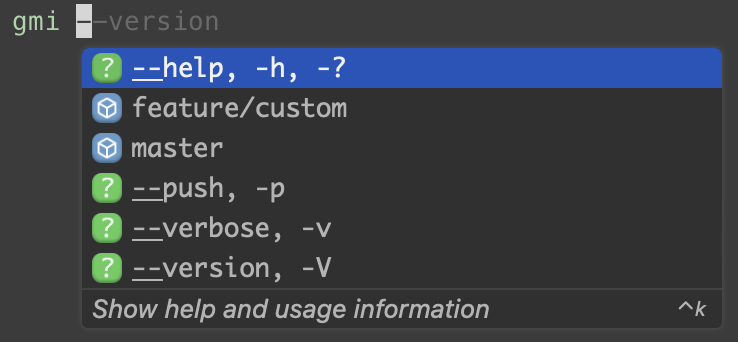 gmi --version
? --help, -h, -?
feature/custom
master
? --push, -p
? --verbose, -v
? --version, -V
Show help and usage information ^k